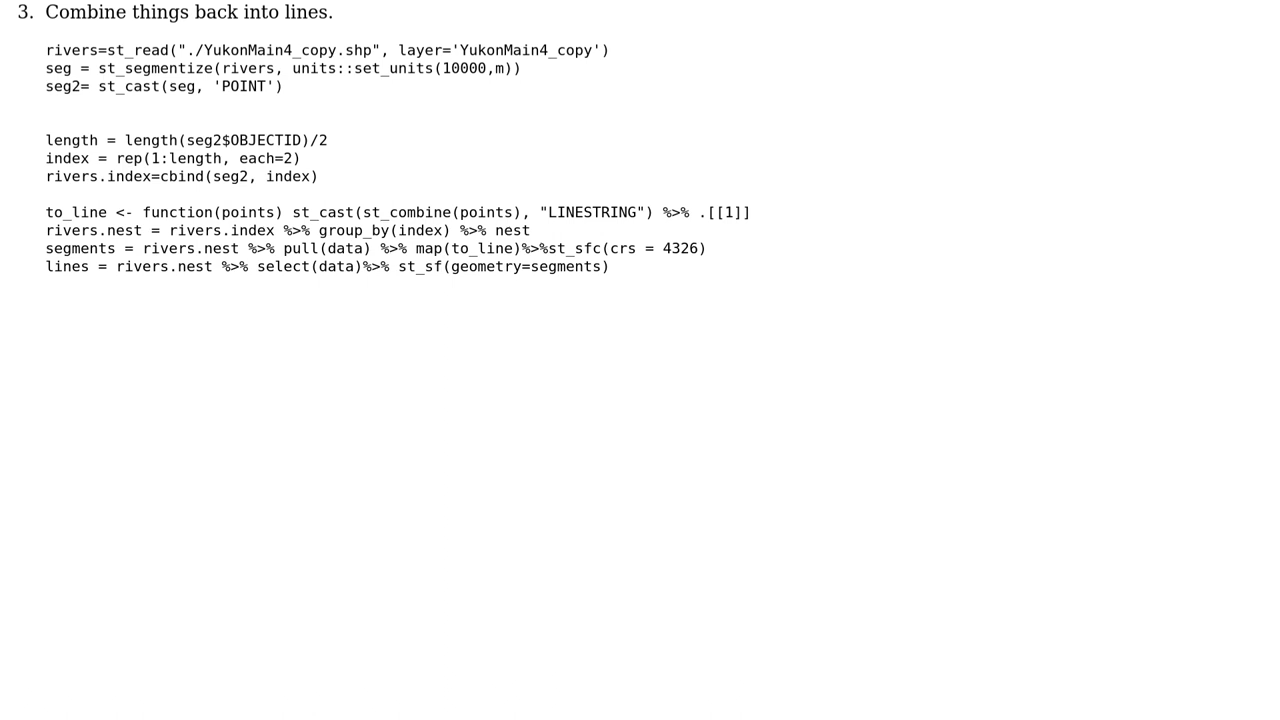 3. Combine things back into lines.
rivers=st_read("./YukonMain4_copy.shp", layer='YukonMain4_copy')
seg = st_segmentize(rivers, units::set_units(10000,m))
seg2= st_cast(seg, 'POINT')
length = length(seg2$OBJECTID)/2
index = rep(1:length, each=2)
rivers.index=cbind(seg2, index)
to_line <- function(points) st_cast(st_combine(points), "LINESTRING") %>% .[[1]]
rivers.nest = rivers.index %>% group_by(index) %>% nest
segments = rivers.nest %>% pull(data) %>% map(to_line)%>%st_sfc(crs = 4326)
lines = rivers.nest %>% select(data)%>% st_sf(geometry=segments)